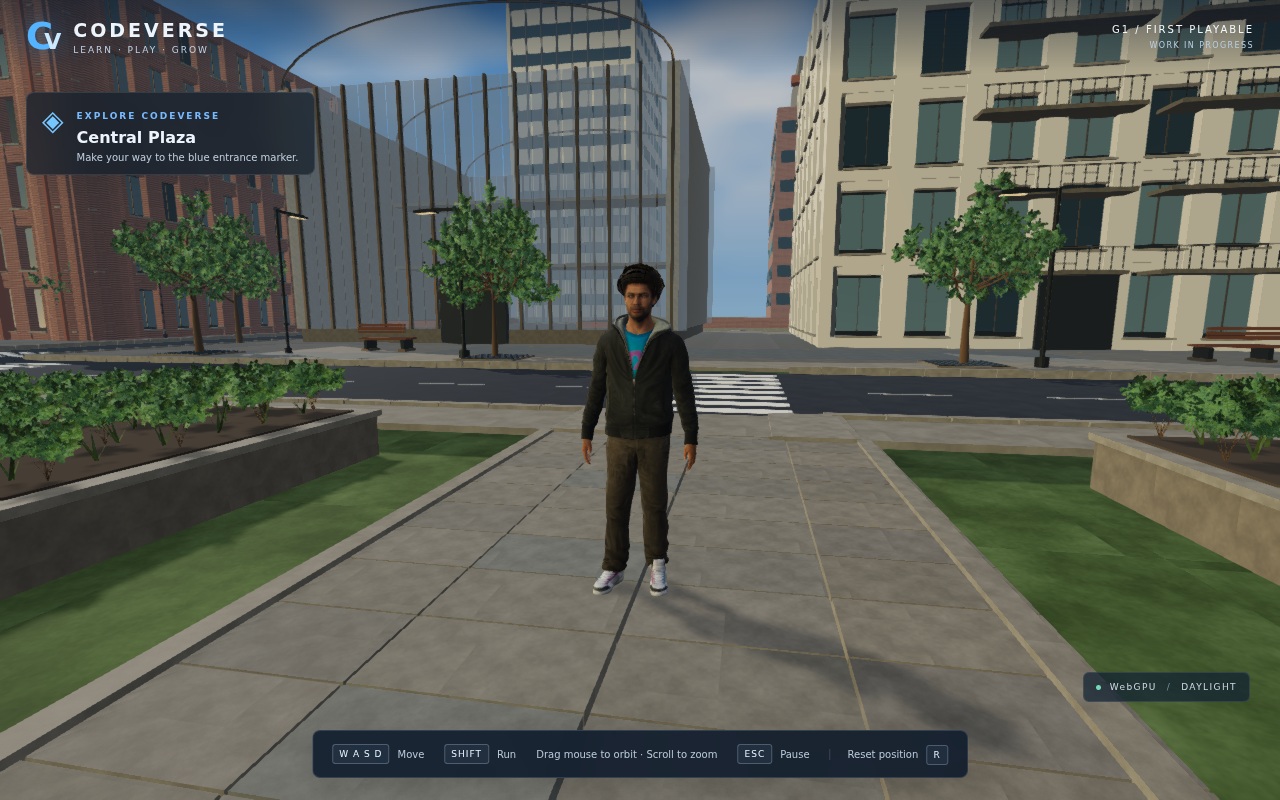 CV CODEVERSE
LEARN · PLAY · GROW
G1 / FIRST PLAYABLE
WORK IN PROGRESS
EXPLORE CODEVERSE
Central Plaza
Make your way to the blue entrance marker.
WebGPU / DAYLIGHT
W A S D Move SHIFT Run Drag mouse to orbit · Scroll to zoom ESC Pause | Reset position R